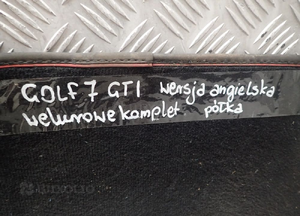 GOLF 7 GTI wersja angielska
welurowe komplet półka